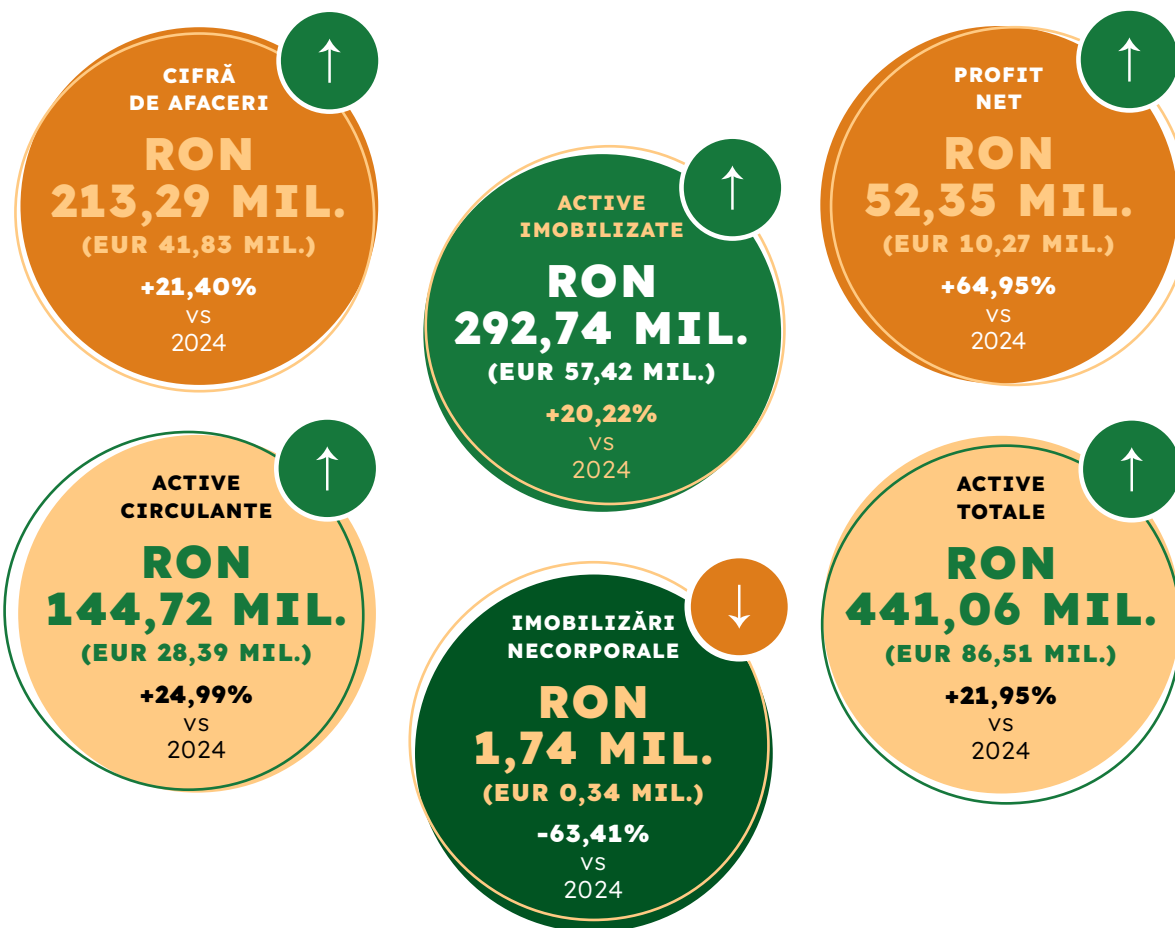 CIFRĂ
DE AFACERI
RON
213,29 MIL.
(EUR 41,83 MIL.)
+21,40%
vs
2024
ACTIVE
IMOBILIZATE
RON
292,74 MIL.
(EUR 57,42 MIL.)
+20,22%
vs
2024
PROFIT
NET
RON
52,35 MIL.
(EUR 10,27 MIL.)
+64,95%
vs
2024
ACTIVE
CIRCULANTE
RON
144,72 MIL.
(EUR 28,39 MIL.)
+24,99%
vs
2024
IMOBILIZĂRI
NECORPORALE
RON
1,74 MIL.
(EUR 0,34 MIL.)
-63,41%
vs
2024
ACTIVE
TOTALE
RON
441,06 MIL.
(EUR 86,51 MIL.)
+21,95%
vs
2024